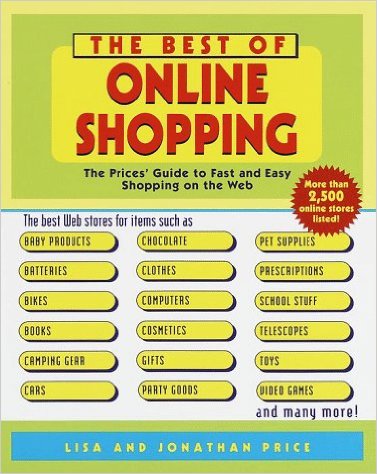 THE BEST OF
ONLINE
SHOPPING
The Prices' Guide to Fast and Easy
Shopping on the Web
More than
2,500
online stores
listed!
The best Web stores for items such as
BABY PRODUCTS
BATTERIES
BIKES
BOOKS
CAMPING GEAR
CARS
CHOCOLATE
CLOTHES
COMPUTERS
COSMETICS
GIFTS
PARTY GOODS
PET SUPPLIES
PRESCRIPTIONS
SCHOOL STUFF
TELESCOPES
TOYS
VIDEO GAMES
and many more!
LISA AND JONATHAN PRICE